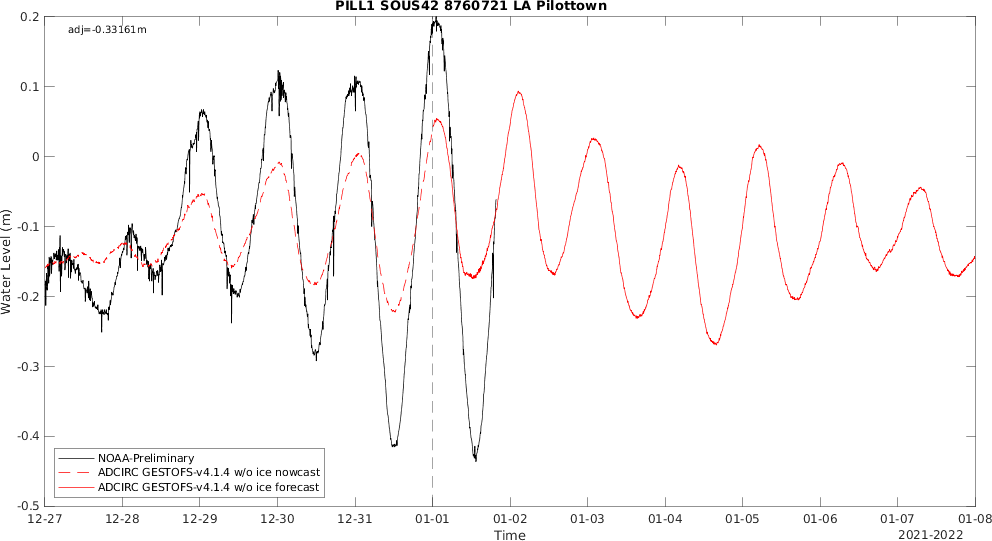 PILL1 SOUS42 8760721 LA Pilottown
adj=-0.33161m
0.2
0.1
0
-0.1
-0.2
-0.3
-0.4
-0.5
Water Level (m)
NOAA-Preliminary
ADCIRC GESTOFS-v4.1.4 w/o ice nowcast
ADCIRC GESTOFS-v4.1.4 w/o ice forecast
12-27 12-28 12-29 12-30 12-31 01-01 01-02 01-03 01-04 01-05 01-06 01-07 01-08
Time
2021-2022